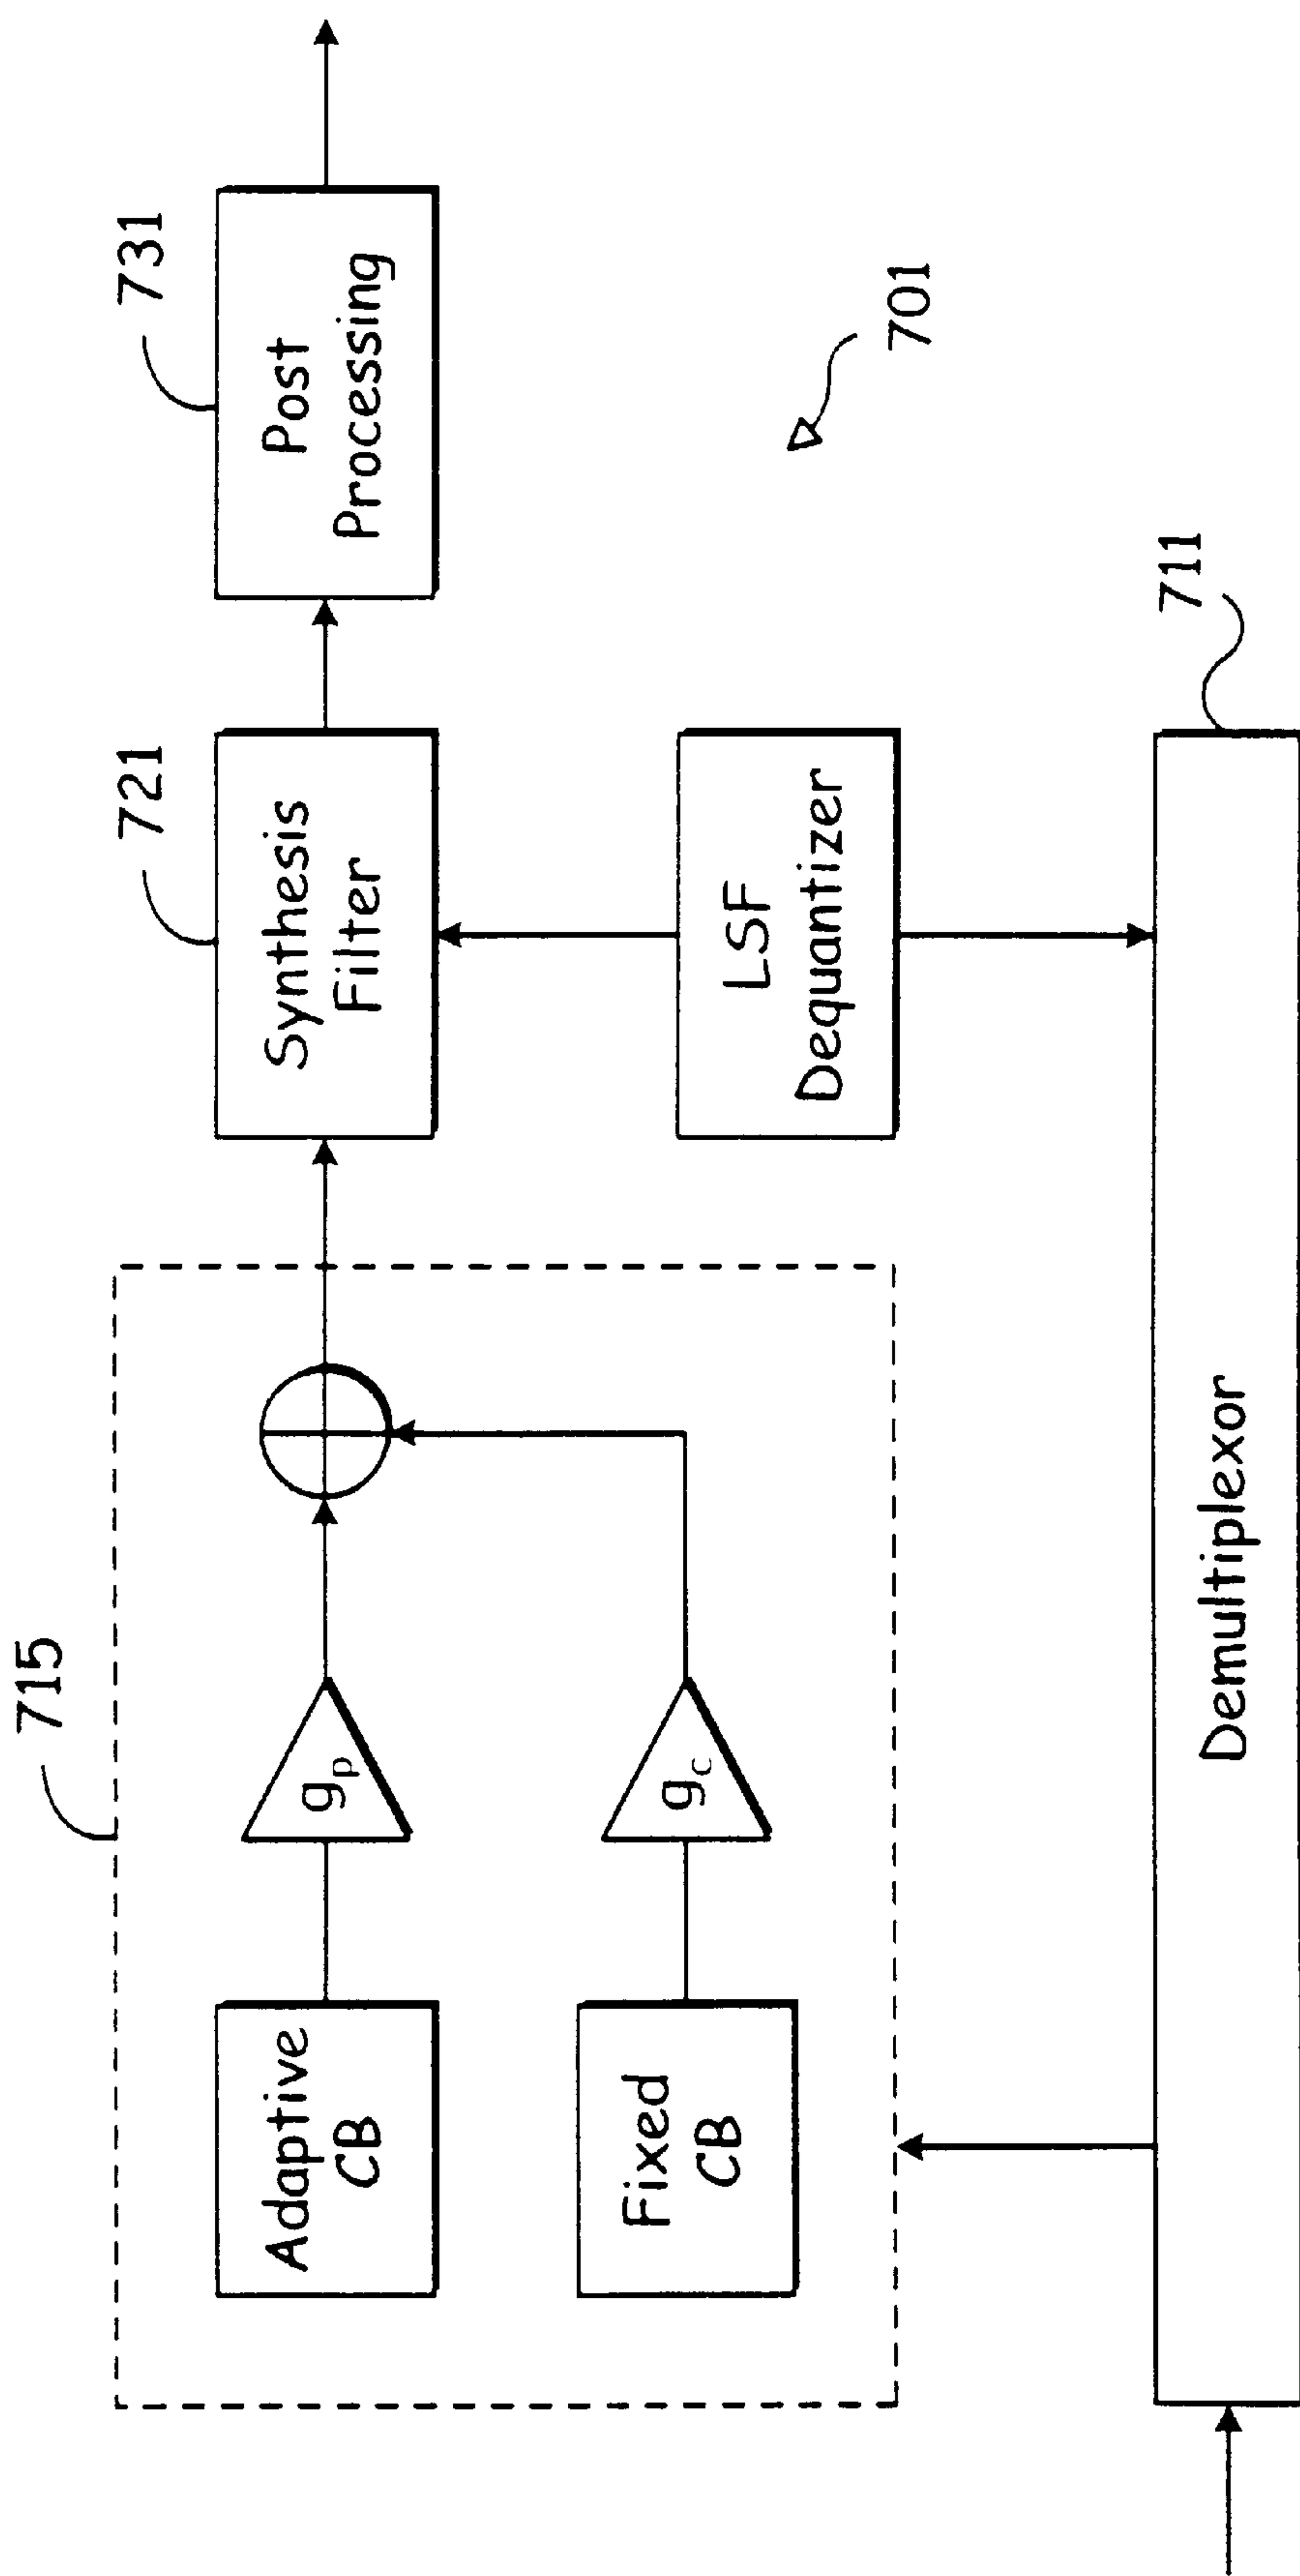 715
721
731
Adaptive
CB
g_p
Synthesis
Filter
Post
Processing
Fixed
CB
g_c
LSF
Dequantizer
701
711
Demultiplexor